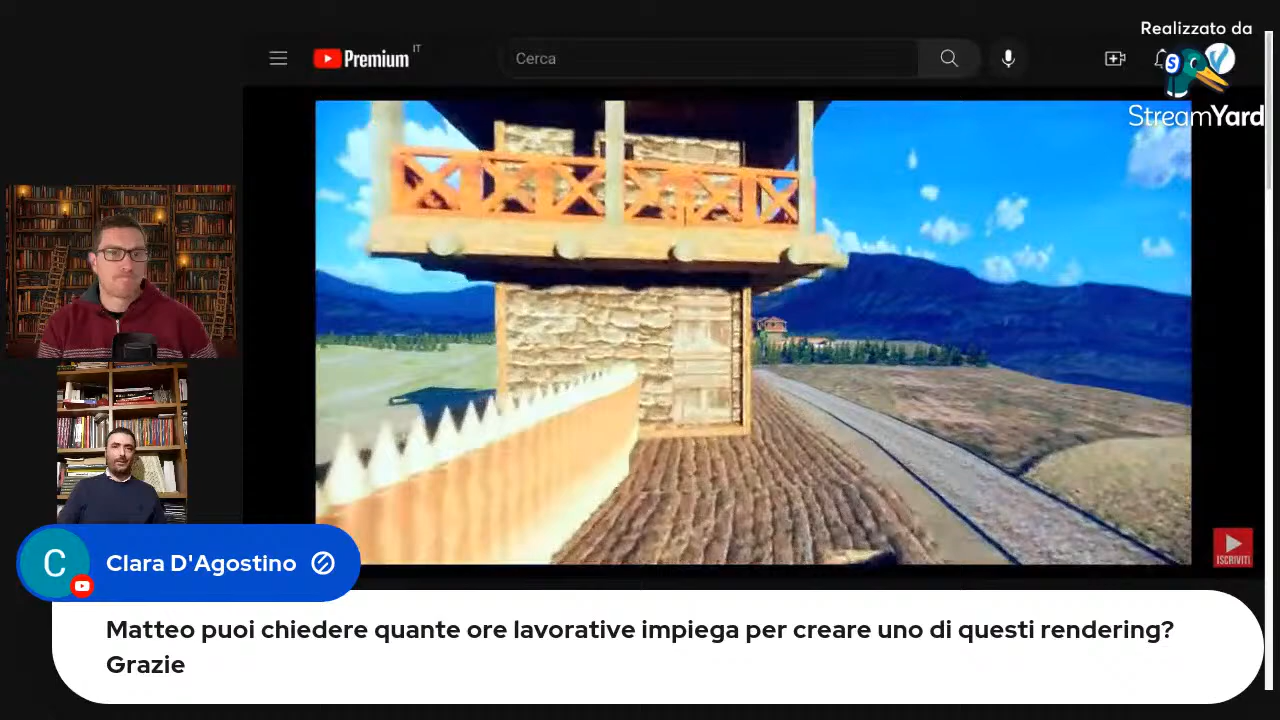 Realizzato da
Premium IT
Cerca
S
StreamYard
ISCRIVITI
C
Clara D'Agostino
Matteo puoi chiedere quante ore lavorative impiega per creare uno di questi rendering?
Grazie